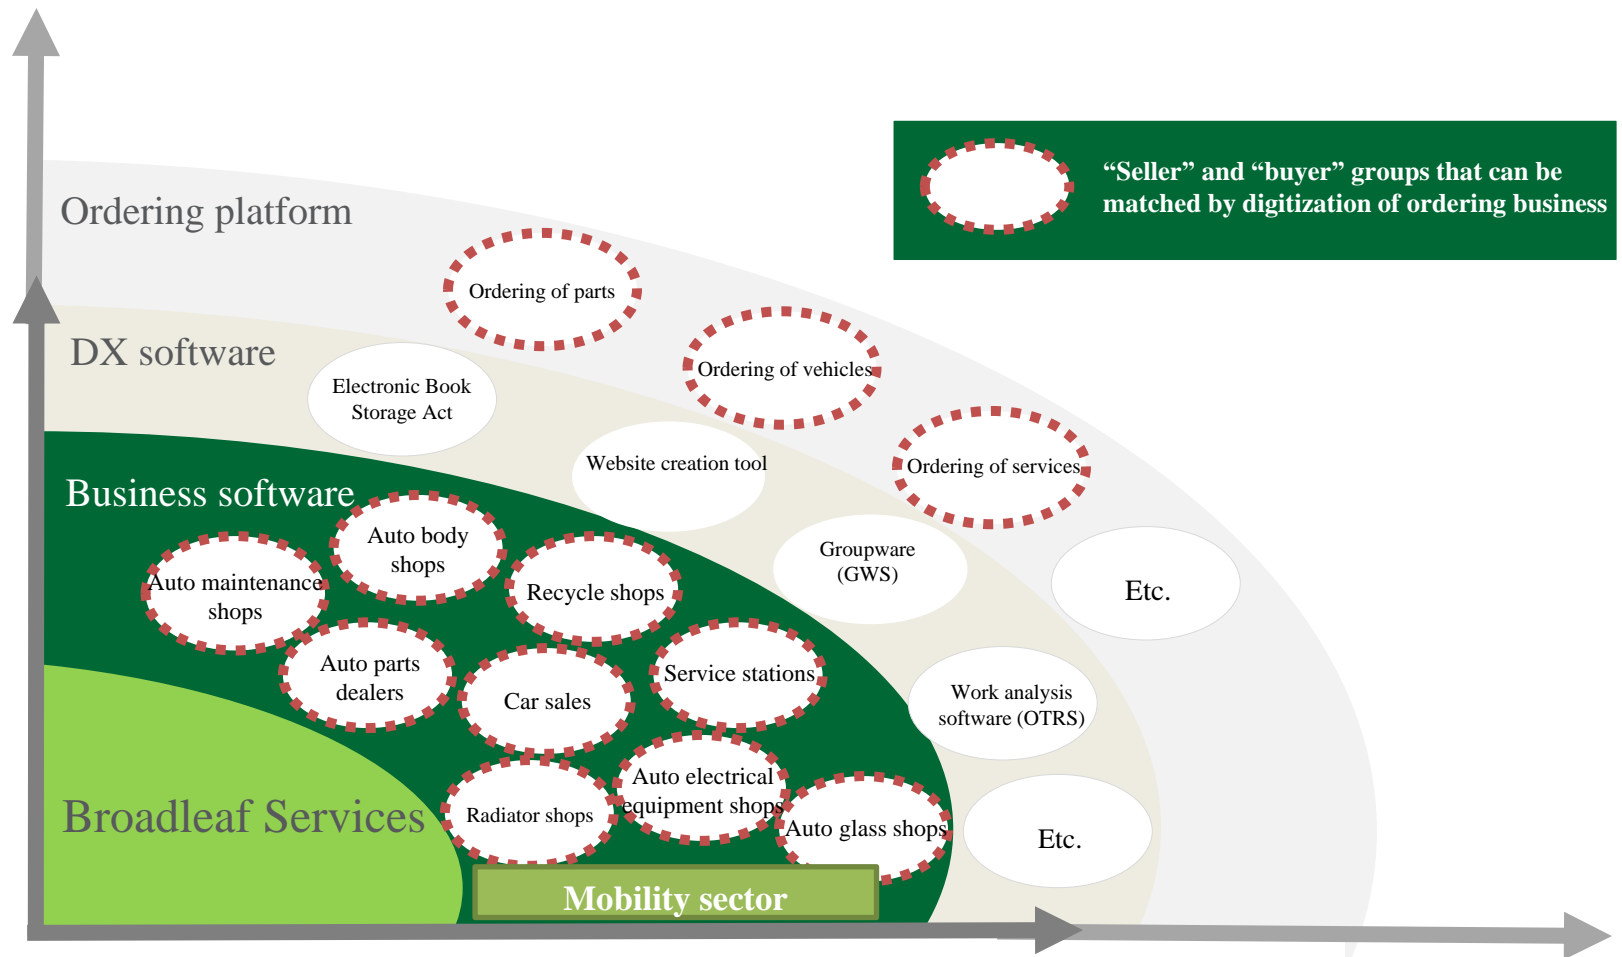 “Seller” and “buyer” groups that can be
matched by digitization of ordering business
Ordering platform
Ordering of parts
Ordering of vehicles
Ordering of services
Etc.
DX software
Electronic Book
Storage Act
Website creation tool
Groupware
(GWS)
Work analysis
software (OTRS)
Etc.
Business software
Auto body
shops
Auto maintenance
shops
Recycle shops
Auto parts
dealers
Car sales
Service stations
Radiator shops
Auto electrical
equipment shops
Auto glass shops
Broadleaf Services
Mobility sector